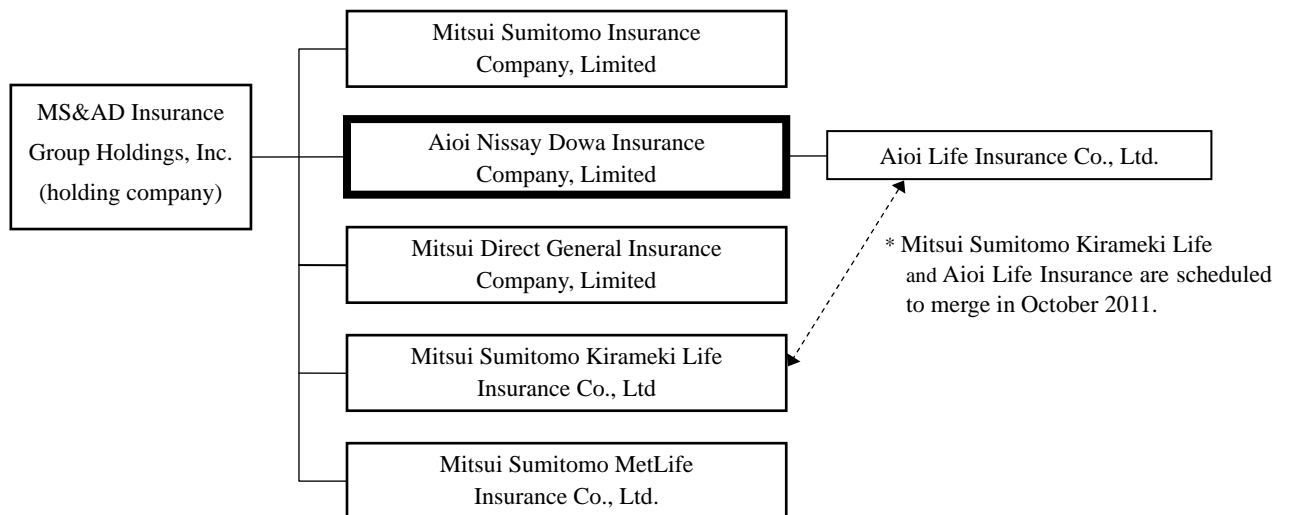 Mitsui Sumitomo Insurance
Company, Limited
MS&AD Insurance
Group Holdings, Inc.
(holding company)
Aioi Nissay Dowa Insurance
Company, Limited
Aioi Life Insurance Co., Ltd.
Mitsui Direct General Insurance
Company, Limited
* Mitsui Sumitomo Kirameki Life
and Aioi Life Insurance are scheduled
to merge in October 2011.
Mitsui Sumitomo Kirameki Life
Insurance Co., Ltd
Mitsui Sumitomo MetLife
Insurance Co., Ltd.